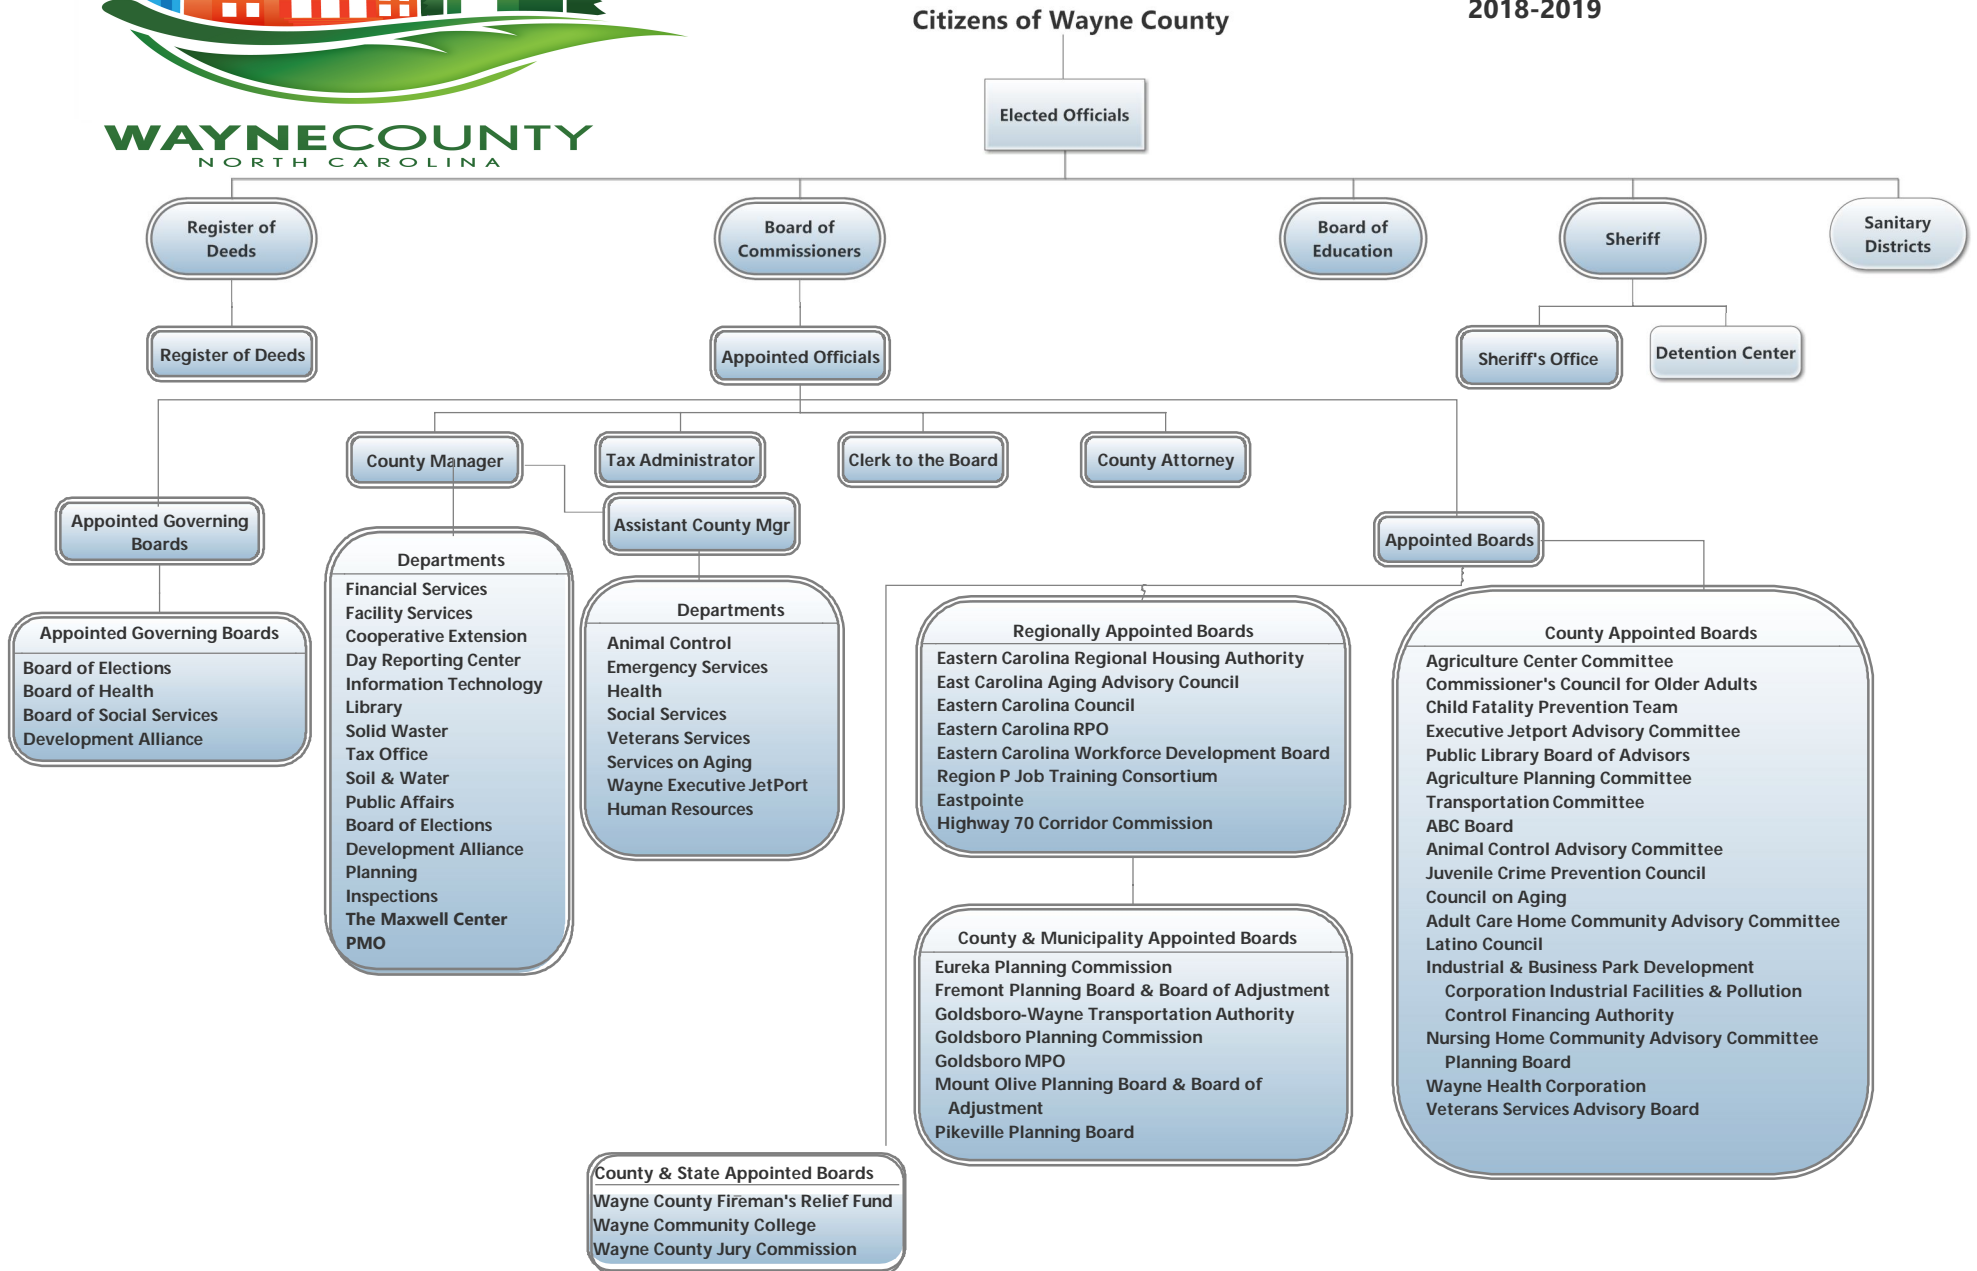 Citizens of Wayne County
2018-2019
WAYNECOUNTY
NORTH CAROLINA
Elected Officials
Register of
Deeds
Board of
Commissioners
Board of
Education
Sheriff
Sanitary
Districts
Register of Deeds
Appointed Officials
Sheriff's Office
Detention Center
County Manager
Tax Administrator
Clerk to the Board
County Attorney
Assistant County Mgr
Appointed Governing
Boards
Appointed Boards
Appointed Governing Boards
Board of Elections
Board of Health
Board of Social Services
Development Alliance
Departments
Financial Services
Facility Services
Cooperative Extension
Day Reporting Center
Information Technology
Library
Solid Waster
Tax Office
Soil & Water
Public Affairs
Board of Elections
Development Alliance
Planning
Inspections
The Maxwell Center
PMO
Departments
Animal Control
Emergency Services
Health
Social Services
Veterans Services
Services on Aging
Wayne Executive JetPort
Human Resources
Regionally Appointed Boards
Eastern Carolina Regional Housing Authority
East Carolina Aging Advisory Council
Eastern Carolina Council
Eastern Carolina RPO
Eastern Carolina Workforce Development Board
Region P Job Training Consortium
Eastpointe
Highway 70 Corridor Commission
County & Municipality Appointed Boards
Eureka Planning Commission
Fremont Planning Board & Board of Adjustment
Goldsboro-Wayne Transportation Authority
Goldsboro Planning Commission
Goldsboro MPO
Mount Olive Planning Board & Board of
Adjustment
Pikeville Planning Board
County Appointed Boards
Agriculture Center Committee
Commissioner's Council for Older Adults
Child Fatality Prevention Team
Executive Jetport Advisory Committee
Public Library Board of Advisors
Agriculture Planning Committee
Transportation Committee
ABC Board
Animal Control Advisory Committee
Juvenile Crime Prevention Council
Council on Aging
Adult Care Home Community Advisory Committee
Latino Council
Industrial & Business Park Development
Corporation Industrial Facilities & Pollution
Control Financing Authority
Nursing Home Community Advisory Committee
Planning Board
Wayne Health Corporation
Veterans Services Advisory Board
County & State Appointed Boards
Wayne County Fireman's Relief Fund
Wayne Community College
Wayne County Jury Commission